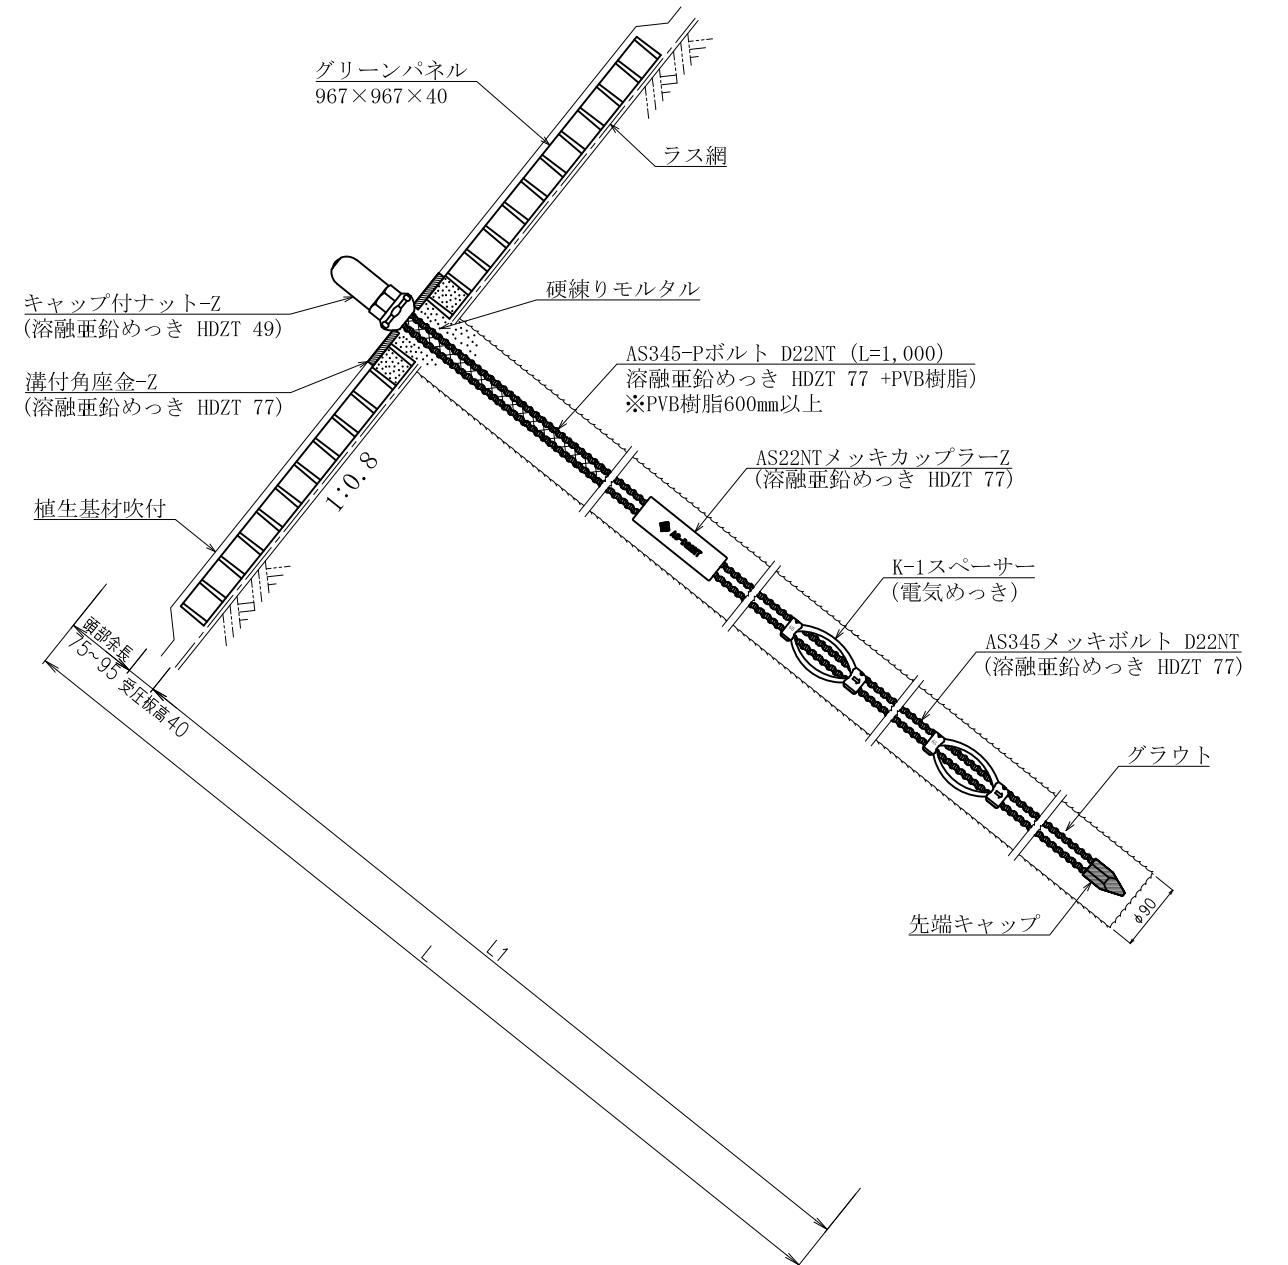 グリーンパネル
967×967×40
ラス網
硬練りモルタル
キャップ付ナット-Z
(溶融亜鉛めっき HDZT 49)
溝付角座金-Z
(溶融亜鉛めっき HDZT 77)
AS345-Pボルト D22NT (L=1,000)
溶融亜鉛めっき HDZT 77 +PVB樹脂)
※PVB樹脂600mm以上
1:0.8
AS22NTメッキカップラーZ
(溶融亜鉛めっき HDZT 77)
植生基材吹付
AS-D22NT
K-1スペーサー
(電気めっき)
頭部余長
75~95
受圧板高40
AS345メッキボルト D22NT
(溶融亜鉛めっき HDZT 77)
グラウト
先端キャップ
φ90
L1
L